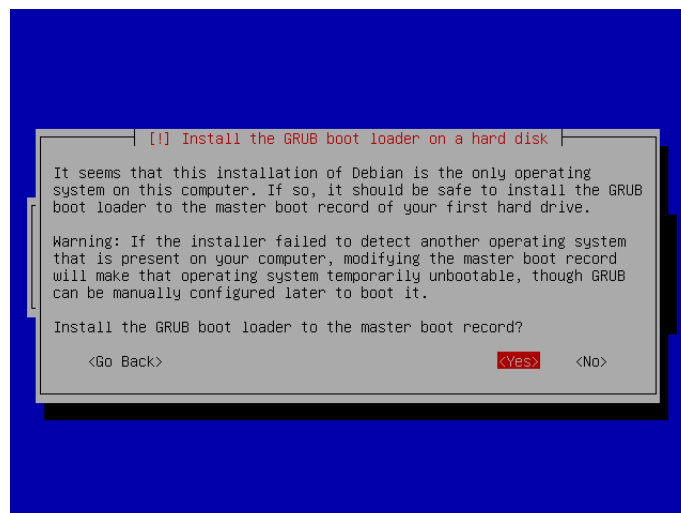 [!] Install the GRUB boot loader on a hard disk
It seems that this installation of Debian is the only operating
system on this computer. If so, it should be safe to install the GRUB
boot loader to the master boot record of your first hard drive.
Warning: If the installer failed to detect another operating system
that is present on your computer, modifying the master boot record
will make that operating system temporarily unbootable, though GRUB
can be manually configured later to boot it.
Install the GRUB boot loader to the master boot record?
<Go Back> <Yes> <No>